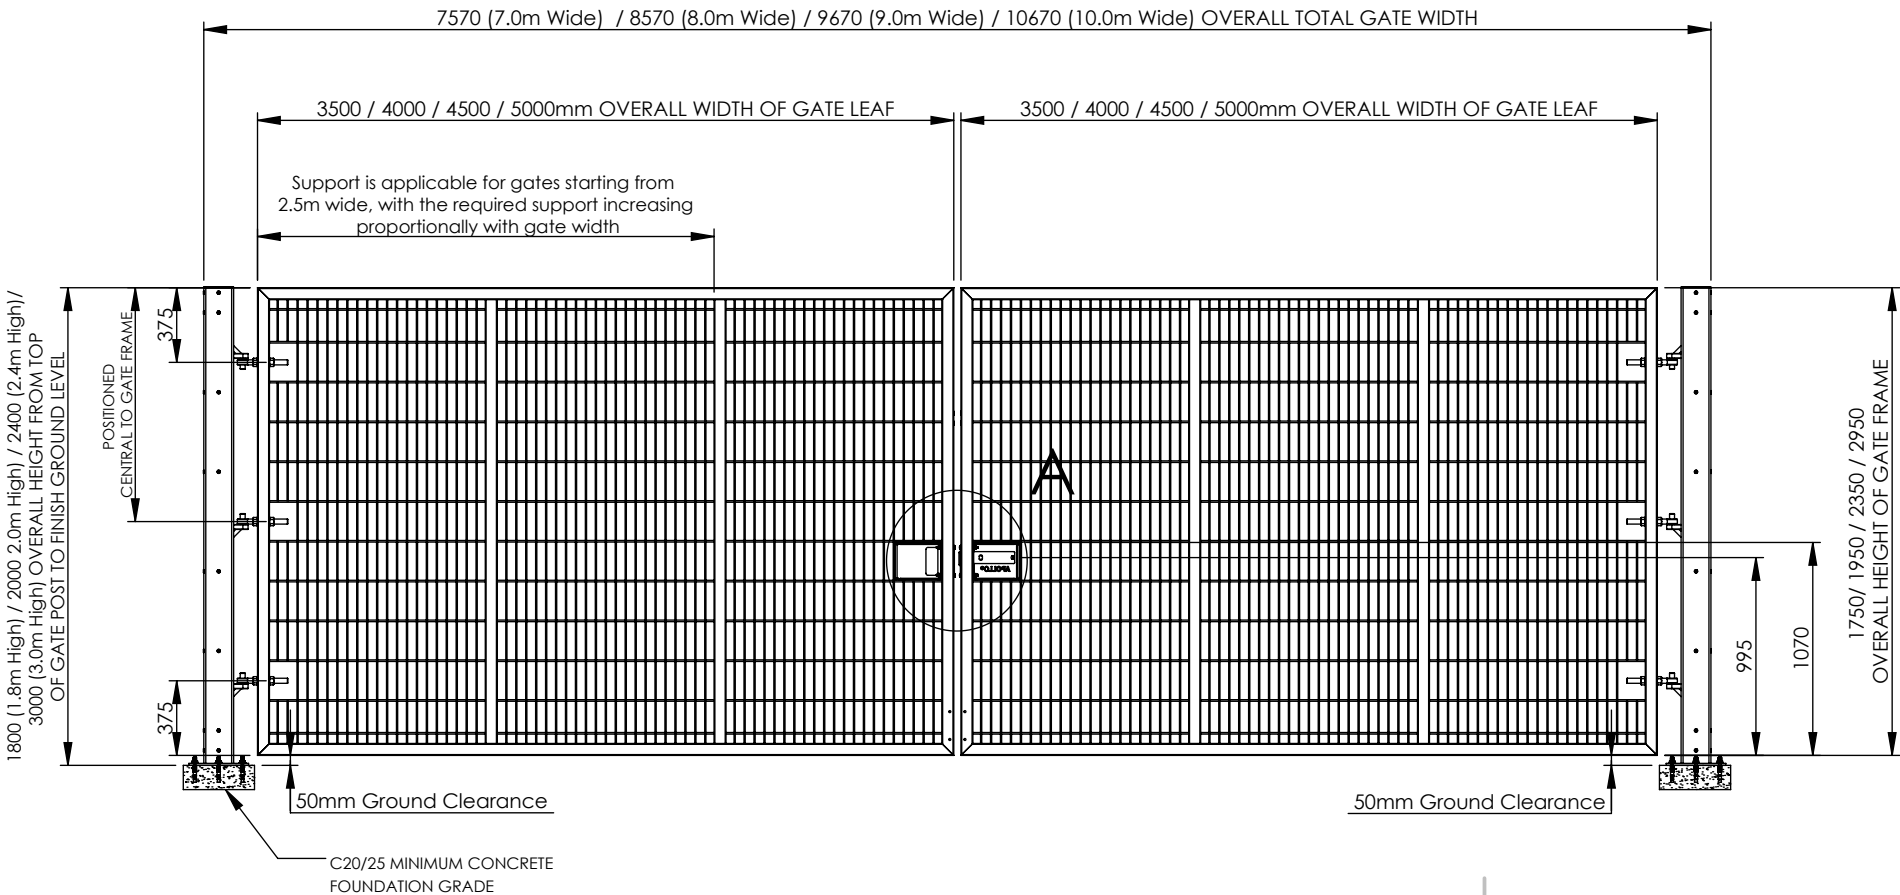 7570 (7.0m Wide)  / 8570 (8.0m Wide) / 9670 (9.0m Wide) / 10670 (10.0m Wide) OVERALL TOTAL GATE WIDTH
3500 / 4000 / 4500 / 5000mm OVERALL WIDTH OF GATE LEAF
3500 / 4000 / 4500 / 5000mm OVERALL WIDTH OF GATE LEAF
Support is applicable for gates starting from
2.5m wide, with the required support increasing
proportionally with gate width
1800 (1.8m High) / 2000 2.0m High) / 2400 (2.4m High)/
3000 (3.0m High) OVERALL HEIGHT FROM TOP
OF GATE POST TO FINISH GROUND LEVEL
POSITIONED
CENTRAL TO GATE FRAME
375
375
A
995
1070
1750/ 1950 / 2350 / 2950
OVERALL HEIGHT OF GATE FRAME
50mm Ground Clearance
50mm Ground Clearance
C20/25 MINIMUM CONCRETE
FOUNDATION GRADE